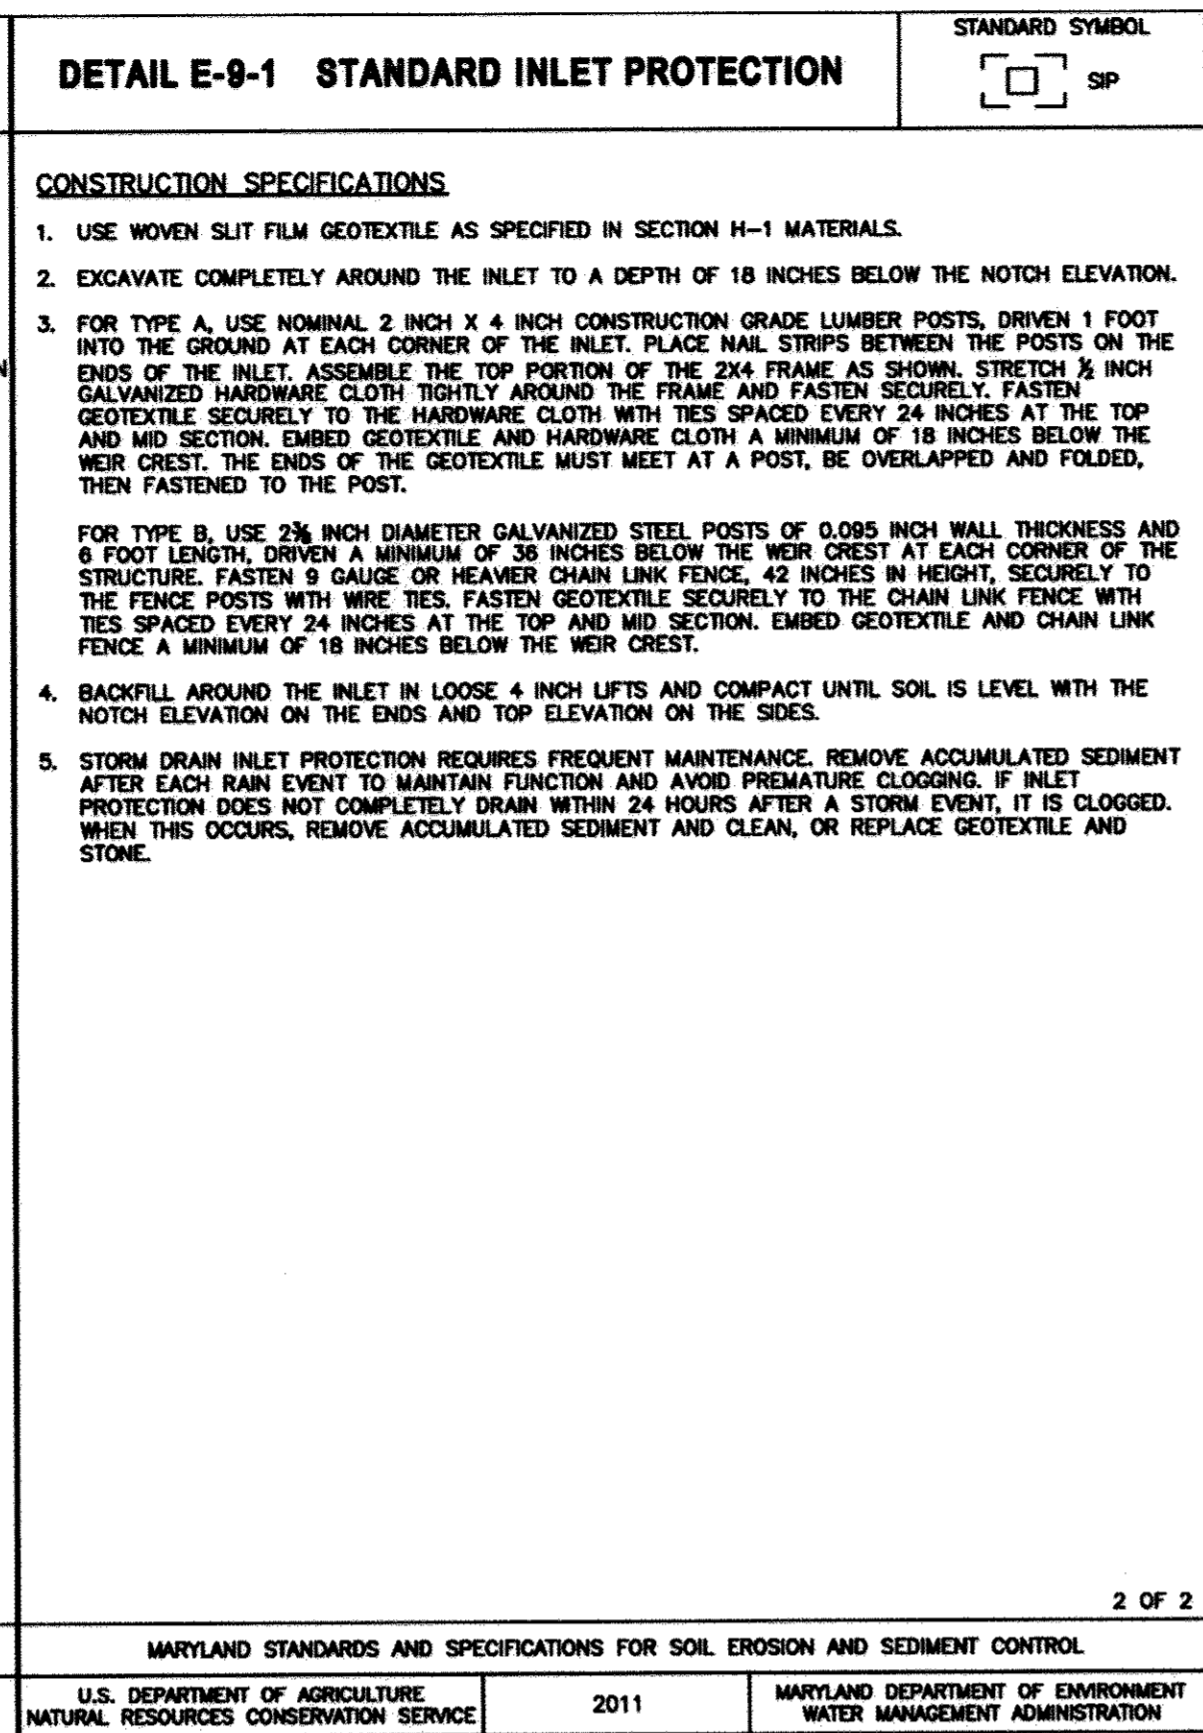 DETAIL E-9-1 STANDARD INLET PROTECTION
STANDARD SYMBOL
SIP
CONSTRUCTION SPECIFICATIONS
1. USE WOVEN SLIT FILM GEOTEXTILE AS SPECIFIED IN SECTION H-1 MATERIALS.
2. EXCAVATE COMPLETELY AROUND THE INLET TO A DEPTH OF 18 INCHES BELOW THE NOTCH ELEVATION.
3. FOR TYPE A, USE NOMINAL 2 INCH X 4 INCH CONSTRUCTION GRADE LUMBER POSTS, DRIVEN 1 FOOT
INTO THE GROUND AT EACH CORNER OF THE INLET. PLACE NAIL STRIPS BETWEEN THE POSTS ON THE
ENDS OF THE INLET. ASSEMBLE THE TOP PORTION OF THE 2X4 FRAME AS SHOWN. STRETCH ½ INCH
GALVANIZED HARDWARE CLOTH TIGHTLY AROUND THE FRAME AND FASTEN SECURELY. FASTEN
GEOTEXTILE SECURELY TO THE HARDWARE CLOTH WITH TIES SPACED EVERY 24 INCHES AT THE TOP
AND MID SECTION. EMBED GEOTEXTILE AND HARDWARE CLOTH A MINIMUM OF 18 INCHES BELOW THE
WEIR CREST. THE ENDS OF THE GEOTEXTILE MUST MEET AT A POST, BE OVERLAPPED AND FOLDED,
THEN FASTENED TO THE POST.
FOR TYPE B, USE 2⅜ INCH DIAMETER GALVANIZED STEEL POSTS OF 0.095 INCH WALL THICKNESS AND
6 FOOT LENGTH, DRIVEN A MINIMUM OF 36 INCHES BELOW THE WEIR CREST AT EACH CORNER OF THE
STRUCTURE. FASTEN 9 GAUGE OR HEAVIER CHAIN LINK FENCE, 42 INCHES IN HEIGHT, SECURELY TO
THE FENCE POSTS WITH WIRE TIES. FASTEN GEOTEXTILE SECURELY TO THE CHAIN LINK FENCE WITH
TIES SPACED EVERY 24 INCHES AT THE TOP AND MID SECTION. EMBED GEOTEXTILE AND CHAIN LINK
FENCE A MINIMUM OF 18 INCHES BELOW THE WEIR CREST.
4. BACKFILL AROUND THE INLET IN LOOSE 4 INCH LIFTS AND COMPACT UNTIL SOIL IS LEVEL WITH THE
NOTCH ELEVATION ON THE ENDS AND TOP ELEVATION ON THE SIDES.
5. STORM DRAIN INLET PROTECTION REQUIRES FREQUENT MAINTENANCE. REMOVE ACCUMULATED SEDIMENT
AFTER EACH RAIN EVENT TO MAINTAIN FUNCTION AND AVOID PREMATURE CLOGGING. IF INLET
PROTECTION DOES NOT COMPLETELY DRAIN WITHIN 24 HOURS AFTER A STORM EVENT, IT IS CLOGGED.
WHEN THIS OCCURS, REMOVE ACCUMULATED SEDIMENT AND CLEAN, OR REPLACE GEOTEXTILE AND
STONE.
2 OF 2
MARYLAND STANDARDS AND SPECIFICATIONS FOR SOIL EROSION AND SEDIMENT CONTROL
U.S. DEPARTMENT OF AGRICULTURE
NATURAL RESOURCES CONSERVATION SERVICE
2011
MARYLAND DEPARTMENT OF ENVIRONMENT
WATER MANAGEMENT ADMINISTRATION